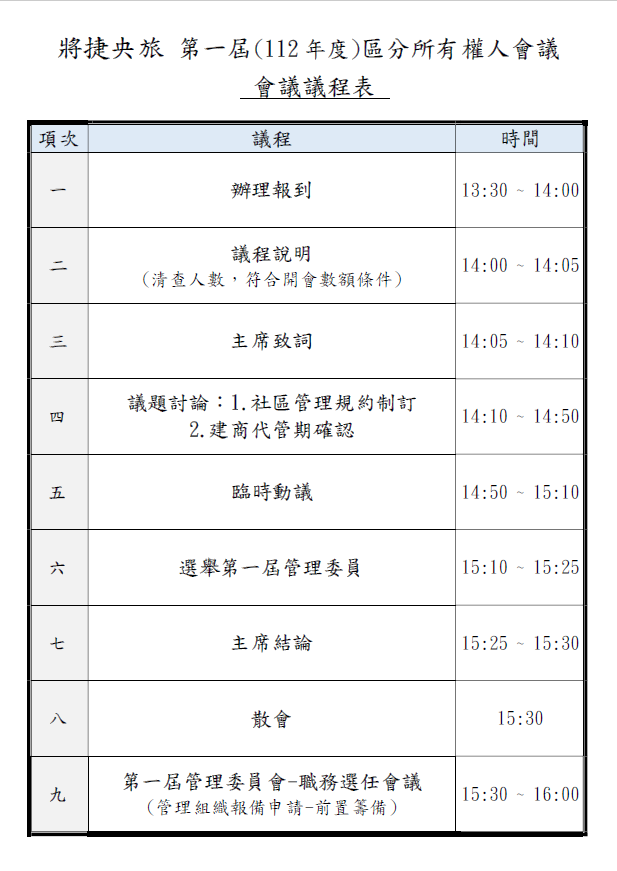 將捷央旅 第一屆(112年度)區分所有權人會議
會議議程表
項次 議程 時間
一 辦理報到 13:30 ~ 14:00
二 議程說明 14:00 ~ 14:05
(清查人數，符合開會數額條件)
三 主席致詞 14:05 ~ 14:10
四 議題討論：1.社區管理規約制訂 14:10 ~ 14:50
2.建商代管期確認
五 臨時動議 14:50 ~ 15:10
六 選舉第一屆管理委員 15:10 ~ 15:25
七 主席結論 15:25 ~ 15:30
八 散會 15:30
九 第一屆管理委員會-職務選任會議 15:30 ~ 16:00
(管理組織報備申請-前置籌備)